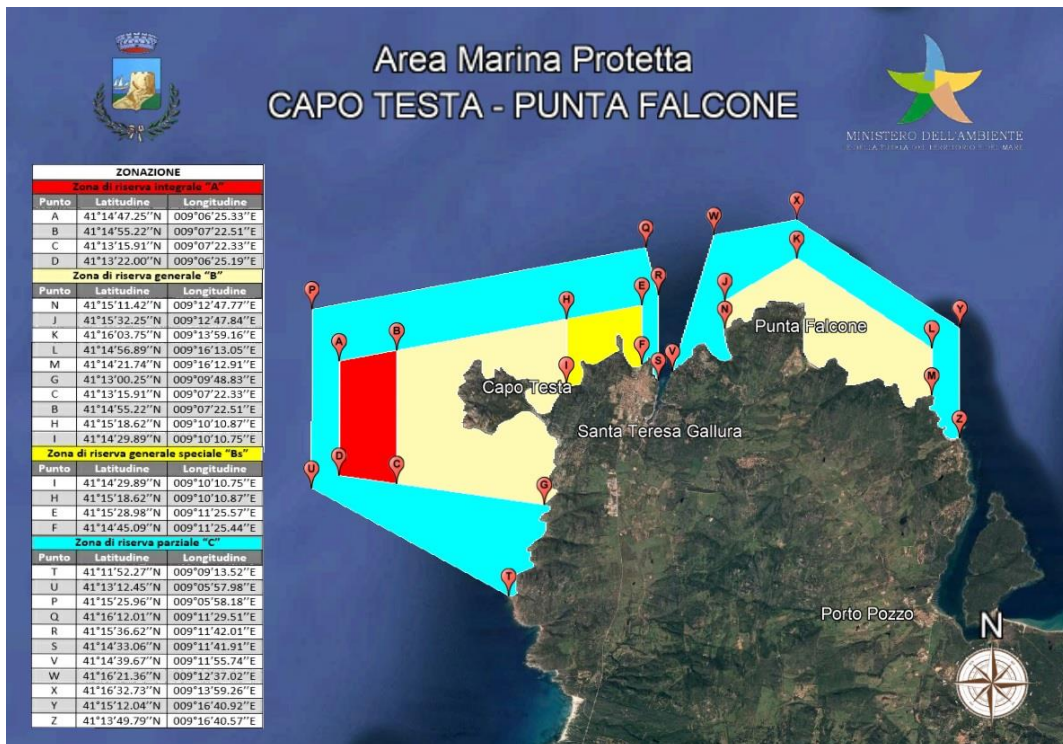 Area Marina Protetta
CAPO TESTA - PUNTA FALCONE
MINISTERO DELL'AMBIENTE
E DELLA TUTELA DEL TERRITORIO E DEL MARE
ZONAZIONE
Zona di riserva integrale "A"
Punto Latitudine Longitudine
A 41°14'47.25''N 009°06'25.33''E
B 41°14'55.22''N 009°07'22.51''E
C 41°13'15.91''N 009°07'22.33''E
D 41°13'22.00''N 009°06'25.19''E
Zona di riserva generale "B"
Punto Latitudine Longitudine
N 41°15'11.42''N 009°12'47.77''E
J 41°15'32.25''N 009°12'47.84''E
K 41°16'03.75''N 009°13'59.16''E
L 41°14'56.89''N 009°16'13.05''E
M 41°14'21.74''N 009°16'12.91''E
G 41°13'00.25''N 009°09'48.83''E
C 41°13'15.91''N 009°07'22.33''E
B 41°14'55.22''N 009°07'22.51''E
H 41°15'18.62''N 009°10'10.87''E
I 41°14'29.89''N 009°10'10.75''E
Zona di riserva generale speciale "Bs"
Punto Latitudine Longitudine
I 41°14'29.89''N 009°10'10.75''E
H 41°15'18.62''N 009°10'10.87''E
E 41°15'28.98''N 009°11'25.57''E
F 41°14'45.09''N 009°11'25.44''E
Zona di riserva parziale "C"
Punto Latitudine Longitudine
T 41°11'52.27''N 009°09'13.52''E
U 41°13'12.45''N 009°05'57.98''E
P 41°15'25.96''N 009°05'58.18''E
Q 41°16'12.01''N 009°11'29.51''E
R 41°15'36.62''N 009°11'42.01''E
S 41°14'33.06''N 009°11'41.91''E
V 41°14'39.67''N 009°11'55.74''E
W 41°16'21.36''N 009°12'37.02''E
X 41°16'32.73''N 009°13'59.26''E
Y 41°15'12.04''N 009°16'40.92''E
Z 41°13'49.79''N 009°16'40.57''E
X
W
Q
K
R
J
P
E
H
N
Y
B
L
Punta Falcone
A
F
V
S
I
M
Capo Testa
Z
Santa Teresa Gallura
D
C
U
G
T
Porto Pozzo
N